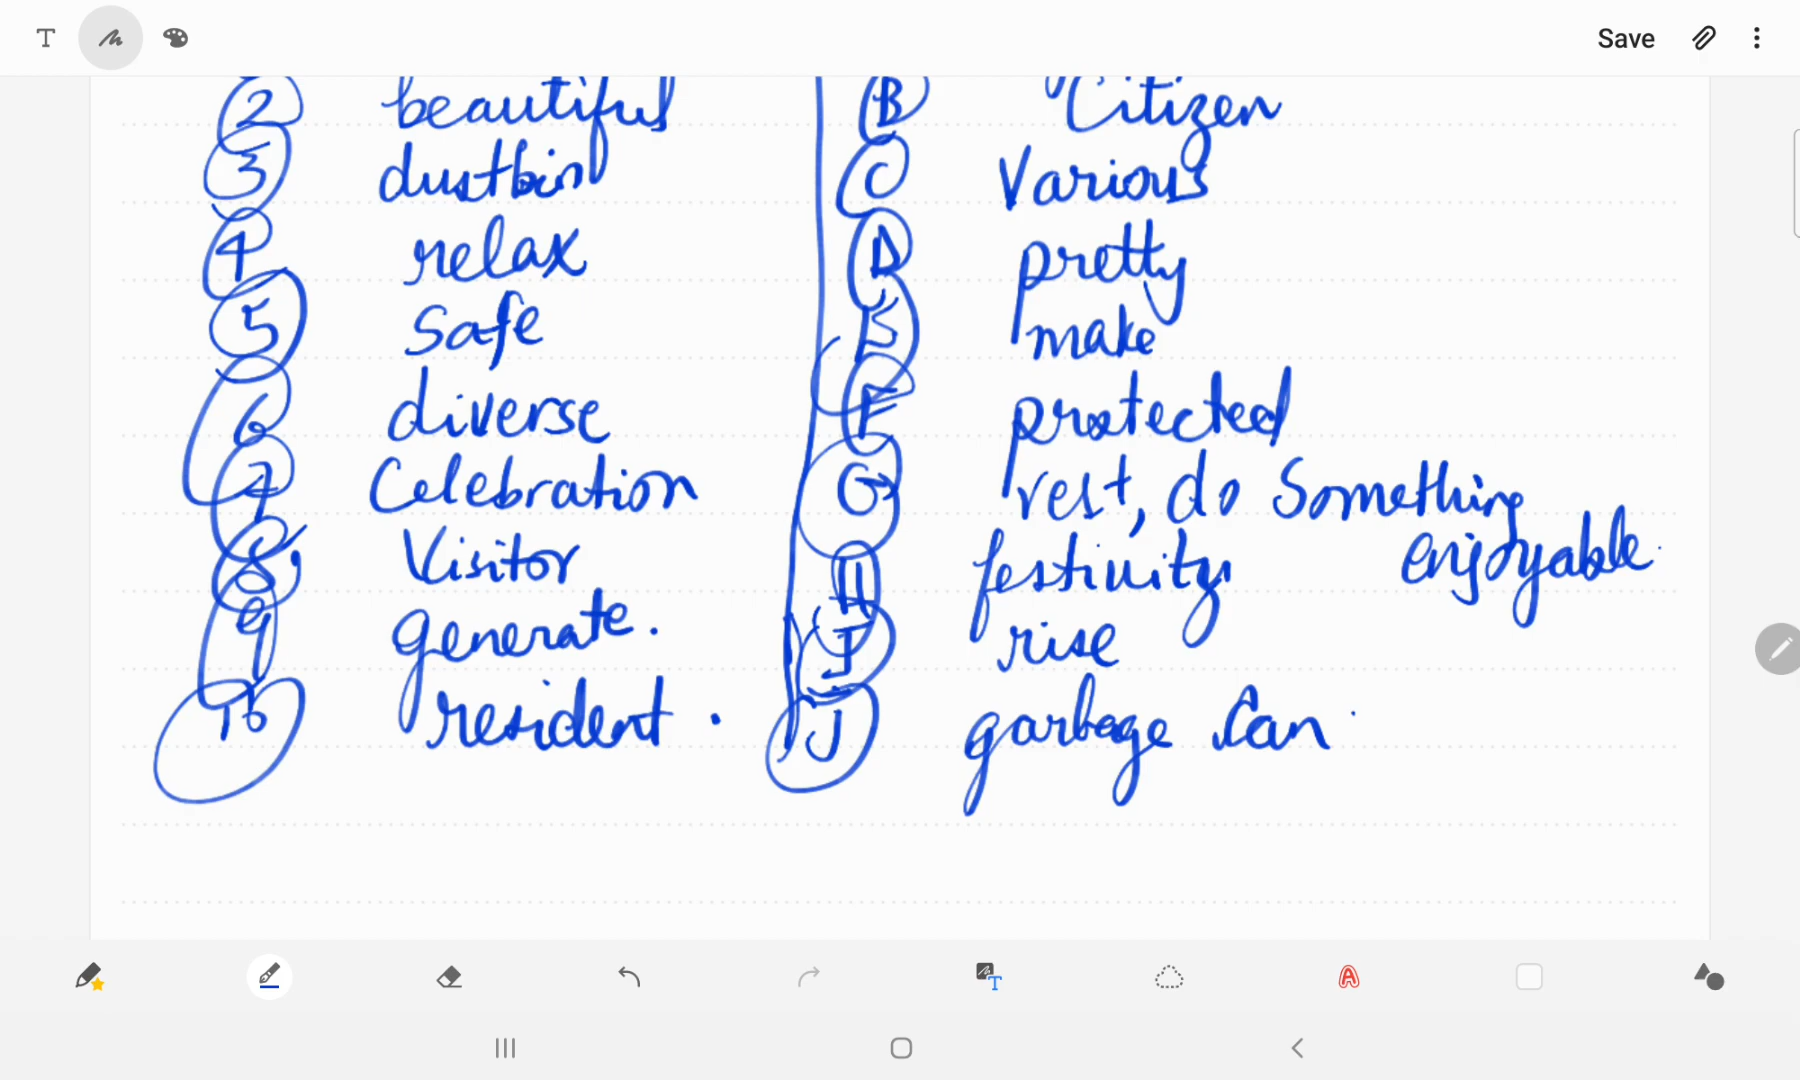 T Save
2 beautiful B Citizen
3 dustbin C Various
4 relax D pretty
5 Safe E make
6 diverse F protected
7 Celebration G rest, do Something
enjoyable.
8 Visitor H festivity
9 generate. I rise
10 resident. J garbage Can.
T A